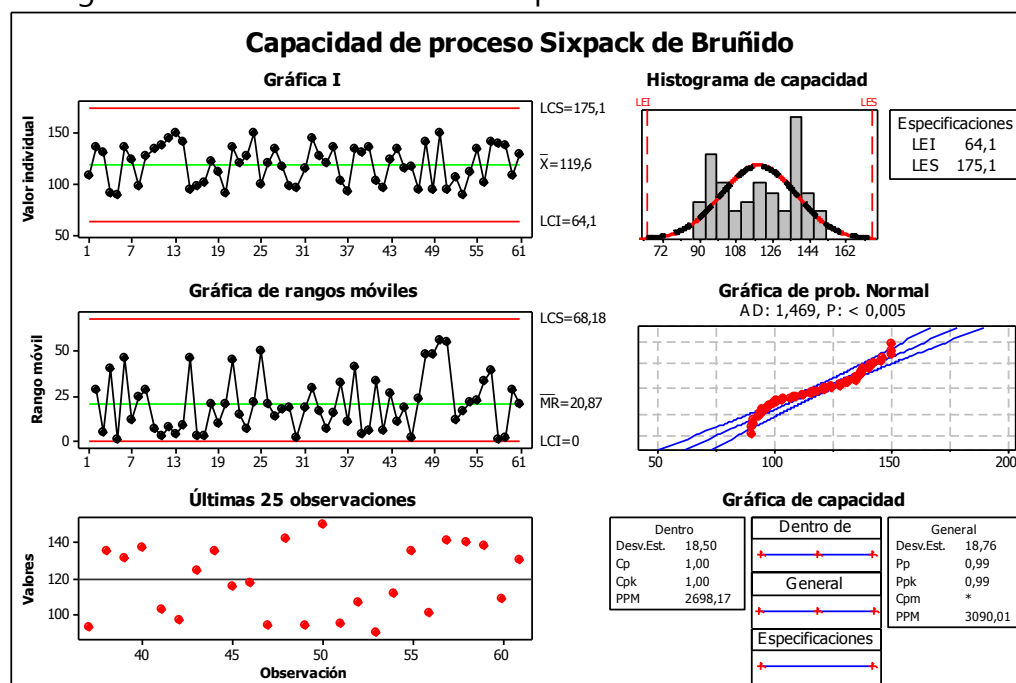 Capacidad de proceso Sixpack de Bruñido
Gráfica I
Valor individual
150
100
50
1 7 13 19 25 31 37 43 49 55 61
LCS=175,1
X=119,6
LCI=64,1
Histograma de capacidad
LEI LES
72 90 108 126 144 162
Especificaciones
LEI 64,1
LES 175,1
Gráfica de rangos móviles
Rango móvil
50
25
0
1 7 13 19 25 31 37 43 49 55 61
LCS=68,18
MR=20,87
LCI=0
Gráfica de prob. Normal
AD: 1,469, P: < 0,005
50 100 150 200
Últimas 25 observaciones
Valores
140
120
100
40 45 50 55 60
Observación
Gráfica de capacidad
Dentro
Desv.Est. 18,50
Cp 1,00
Cpk 1,00
PPM 2698,17
Dentro de
General
Especificaciones
General
Desv.Est. 18,76
Pp 0,99
Ppk 0,99
Cpm *
PPM 3090,01